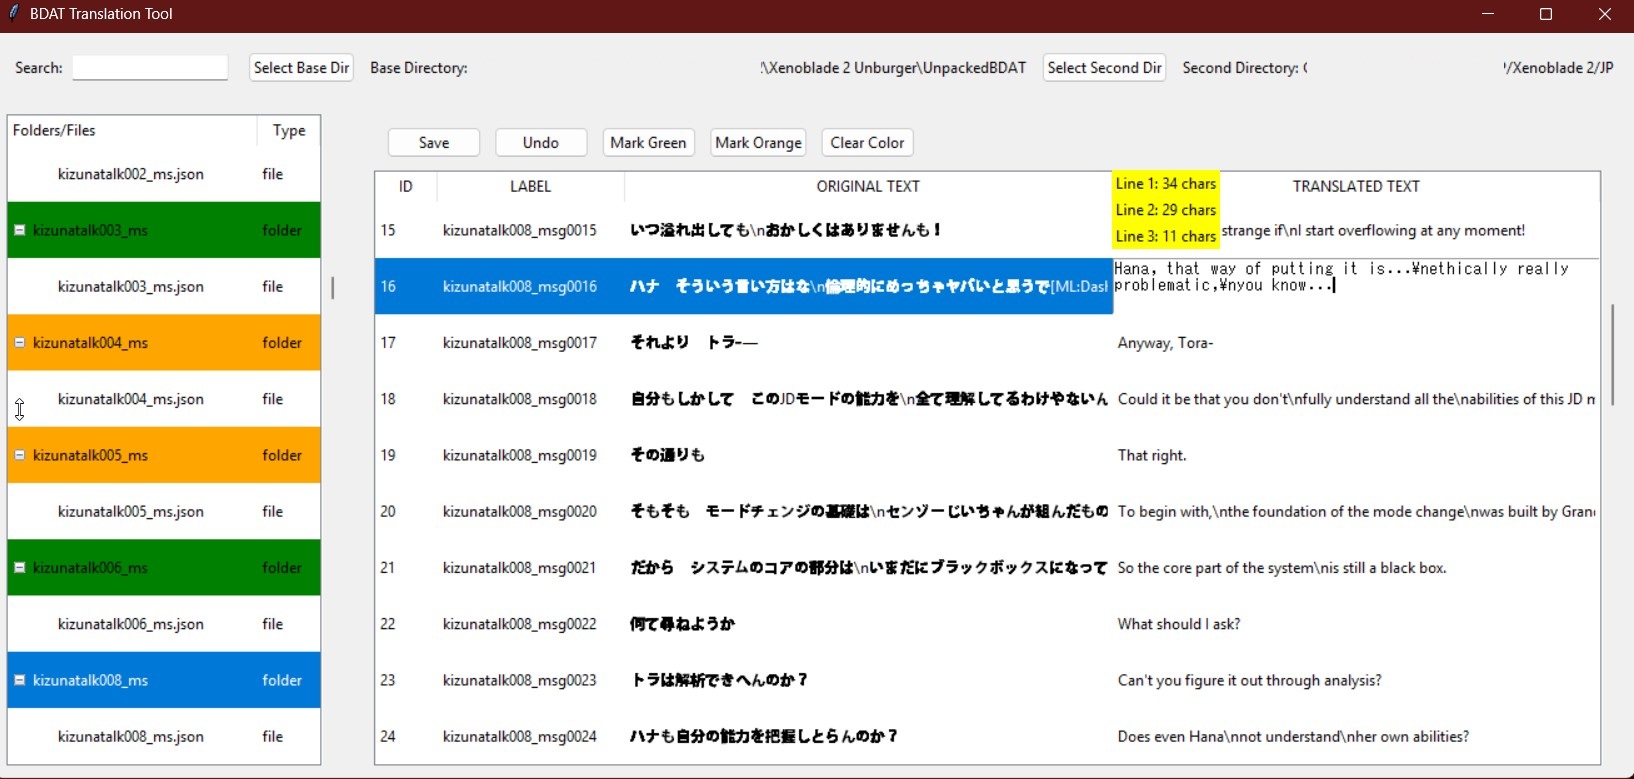 BDAT Translation Tool
Search: Select Base Dir Base Directory: :\Xenoblade 2 Unburger\UnpackedBDAT Select Second Dir Second Directory: /Xenoblade 2/JP
Folders/Files Type
kizunatalk002_ms.json file
kizunatalk003_ms folder
kizunatalk003_ms.json file
kizunatalk004_ms folder
kizunatalk004_ms.json file
kizunatalk005_ms folder
kizunatalk005_ms.json file
kizunatalk006_ms folder
kizunatalk006_ms.json file
kizunatalk008_ms folder
kizunatalk008_ms.json file
Save Undo Mark Green Mark Orange Clear Color
ID LABEL ORIGINAL TEXT TRANSLATED TEXT
Line 1: 34 chars
Line 2: 29 chars
Line 3: 11 chars
15 kizunatalk008_msg0015 いつ溢れ出しても\nおかしくはありませんも! strange if\nI start overflowing at any moment!
16 kizunatalk008_msg0016 ハナ　そういう言い方はな\n倫理的にめっちゃヤバいと思うで[ML:Das Hana, that way of putting it is...¥nethically really
problematic,¥nyou know...
17 kizunatalk008_msg0017 それより　トラ-― Anyway, Tora-
18 kizunatalk008_msg0018 自分もしかして　このJDモードの能力を\n全て理解してるわけやないん Could it be that you don't\nfully understand all the\nabilities of this JD
19 kizunatalk008_msg0019 その通りも That right.
20 kizunatalk008_msg0020 そもそも　モードチェンジの基礎は\nセンゾーじいちゃんが組んだもの To begin with,\nthe foundation of the mode change\nwas built by Gran
21 kizunatalk008_msg0021 だから　システムのコアの部分は\nいまだにブラックボックスになって So the core part of the system\nis still a black box.
22 kizunatalk008_msg0022 何て尋ねようか What should I ask?
23 kizunatalk008_msg0023 トラは解析できへんのか? Can't you figure it out through analysis?
24 kizunatalk008_msg0024 ハナも自分の能力を把握しとらんのか? Does even Hana\nnot understand\nher own abilities?